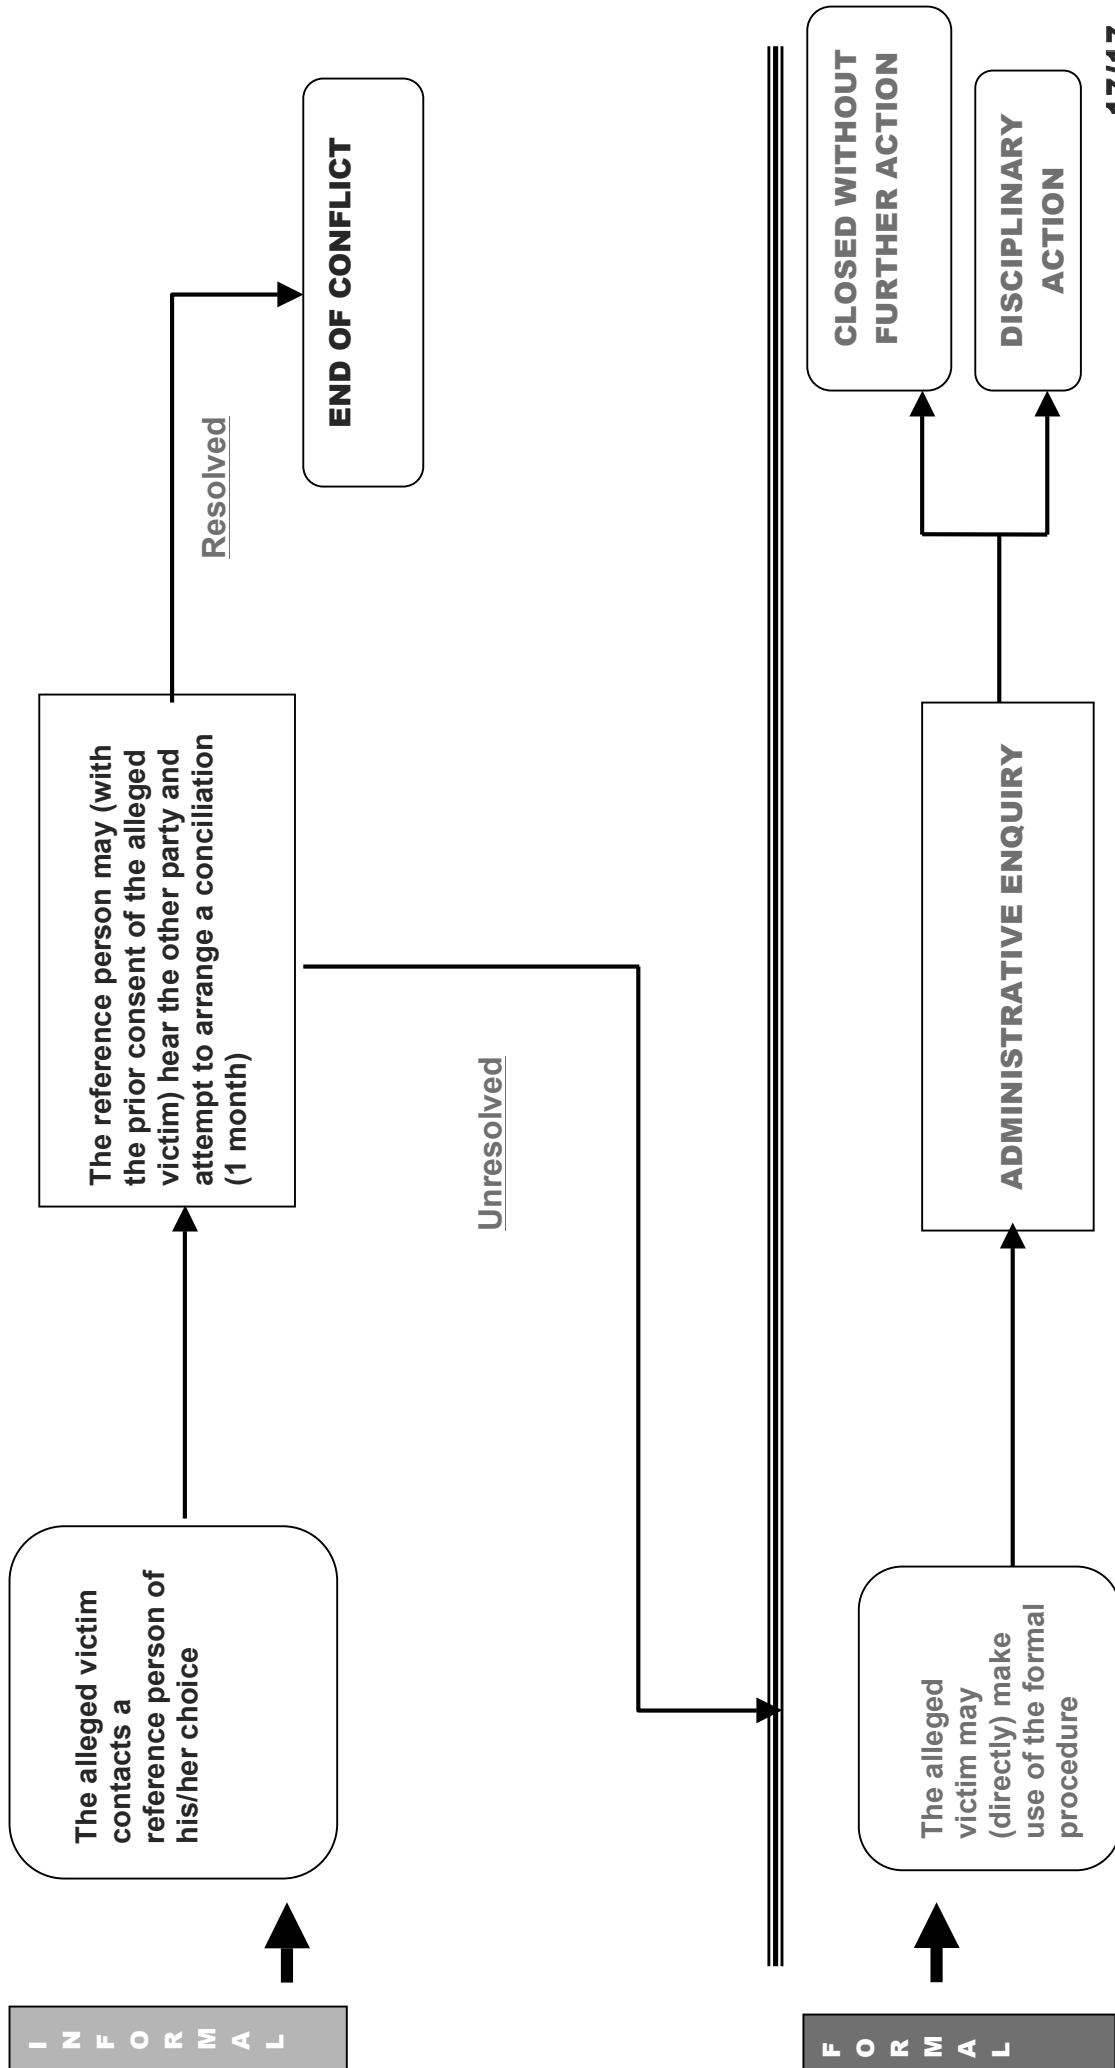 INFORMAL
The alleged victim
contacts a
reference person of
his/her choice
The reference person may (with
the prior consent of the alleged
victim) hear the other party and
attempt to arrange a conciliation
(1 month)
Resolved
END OF CONFLICT
Unresolved
FORMAL
The alleged
victim may
(directly) make
use of the formal
procedure
ADMINISTRATIVE ENQUIRY
CLOSED WITHOUT
FURTHER ACTION
DISCIPLINARY
ACTION